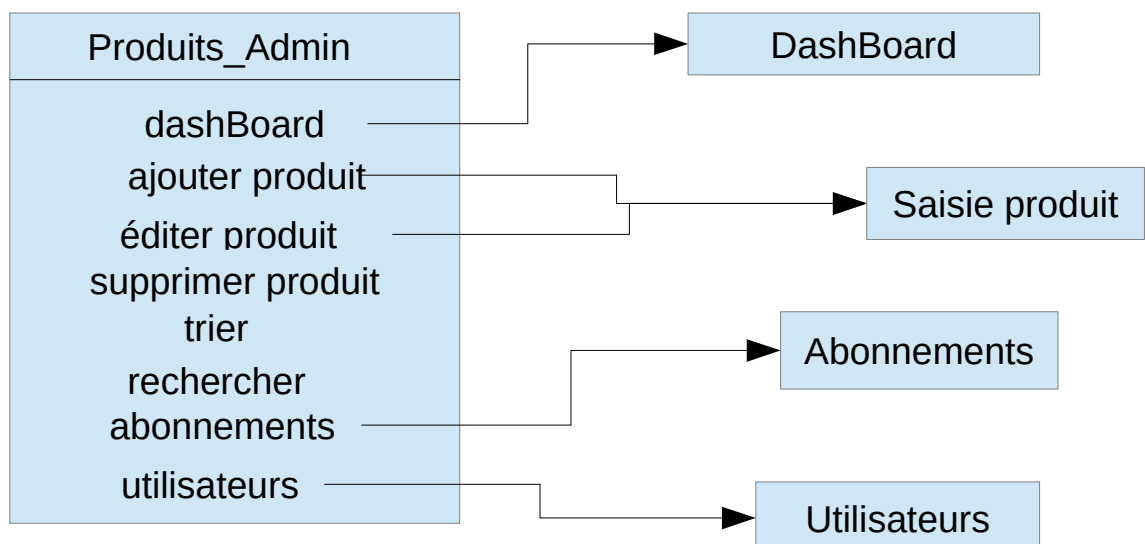 Produits_Admin
dashBoard
ajouter produit
éditer produit
supprimer produit
trier
rechercher
abonnements
utilisateurs
DashBoard
Saisie produit
Abonnements
Utilisateurs